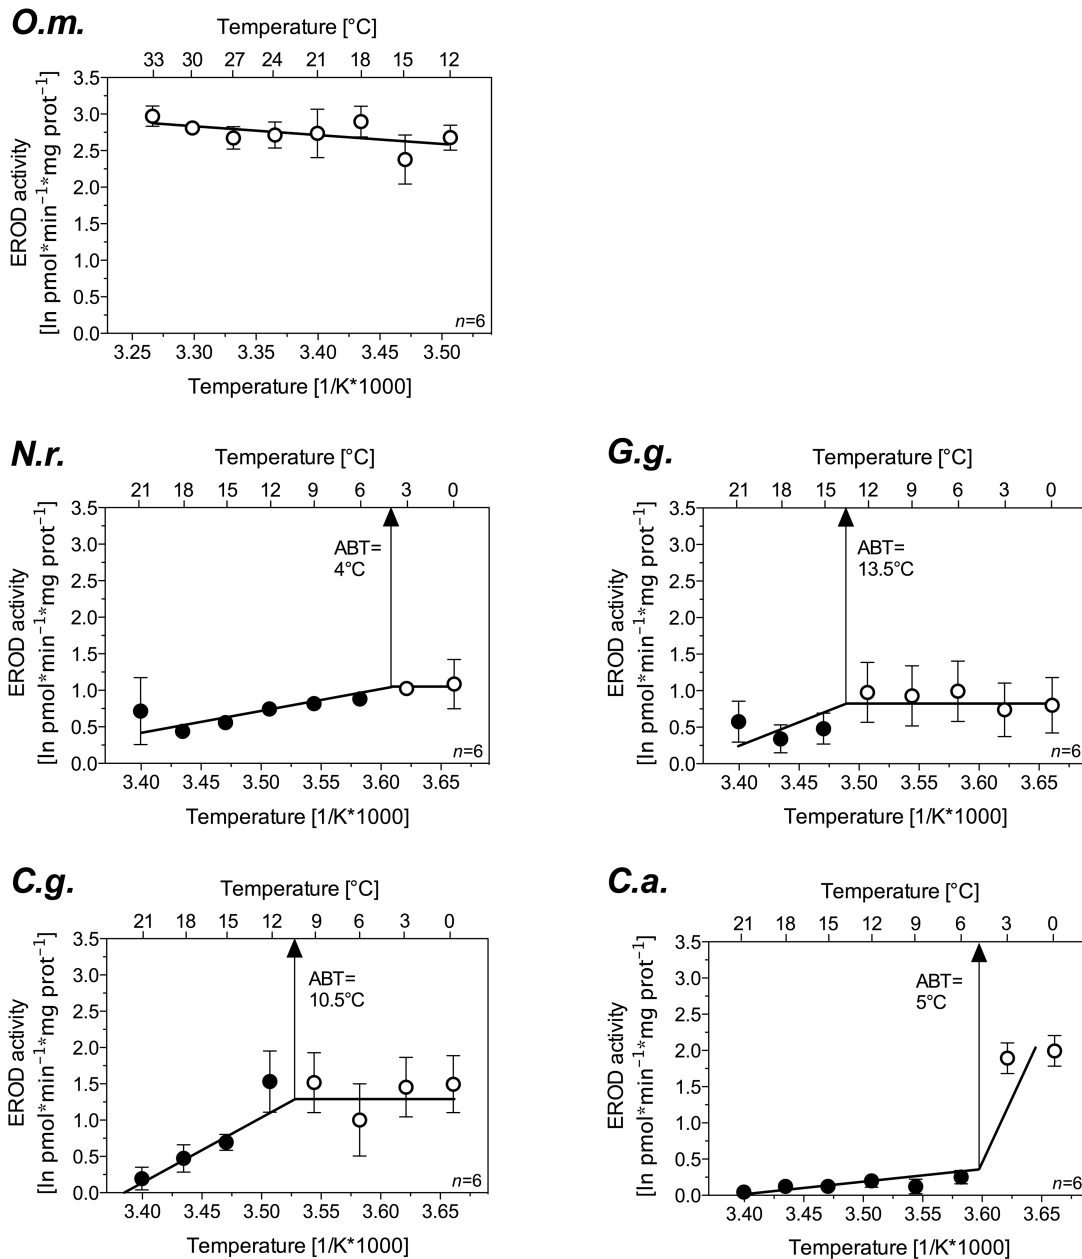 O.m.
Temperature [°C]
33 30 27 24 21 18 15 12
EROD activity
[ln pmol*min⁻¹*mg prot⁻¹]
3.5
3.0
2.5
2.0
1.5
1.0
0.5
0.0
n=6
3.25 3.30 3.35 3.40 3.45 3.50
Temperature [1/K*1000]
N.r.
Temperature [°C]
21 18 15 12 9 6 3 0
EROD activity
[ln pmol*min⁻¹*mg prot⁻¹]
3.5
3.0
2.5
2.0
1.5
1.0
0.5
0.0
ABT=
4°C
n=6
3.40 3.45 3.50 3.55 3.60 3.65
Temperature [1/K*1000]
G.g.
Temperature [°C]
21 18 15 12 9 6 3 0
EROD activity
[ln pmol*min⁻¹*mg prot⁻¹]
3.5
3.0
2.5
2.0
1.5
1.0
0.5
0.0
ABT=
13.5°C
n=6
3.40 3.45 3.50 3.55 3.60 3.65
Temperature [1/K*1000]
C.g.
Temperature [°C]
21 18 15 12 9 6 3 0
EROD activity
[ln pmol*min⁻¹*mg prot⁻¹]
3.5
3.0
2.5
2.0
1.5
1.0
0.5
0.0
ABT=
10.5°C
n=6
3.40 3.45 3.50 3.55 3.60 3.65
Temperature [1/K*1000]
C.a.
Temperature [°C]
21 18 15 12 9 6 3 0
EROD activity
[ln pmol*min⁻¹*mg prot⁻¹]
3.5
3.0
2.5
2.0
1.5
1.0
0.5
0.0
ABT=
5°C
n=6
3.40 3.45 3.50 3.55 3.60 3.65
Temperature [1/K*1000]